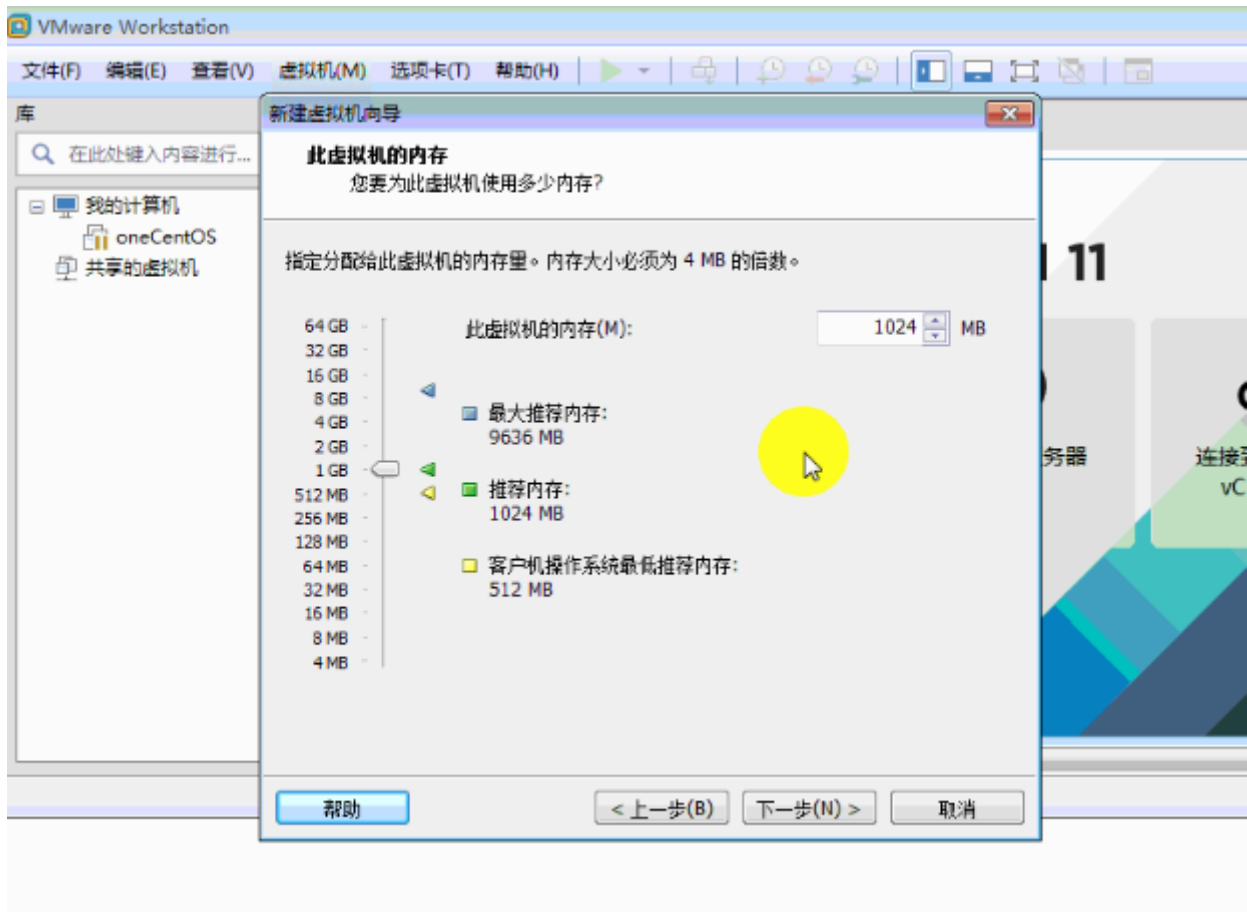 VMware Workstation
文件(F) 编辑(E) 查看(V) 虚拟机(M) 选项卡(T) 帮助(H)
库
在此处键入内容进行...
我的计算机
oneCentOS
共享的虚拟机
新建虚拟机向导
此虚拟机的内存
您要为此虚拟机使用多少内存?
指定分配给此虚拟机的内存量。内存大小必须为 4 MB 的倍数。
64 GB
32 GB
16 GB
8 GB
4 GB
2 GB
1 GB
512 MB
256 MB
128 MB
64 MB
32 MB
16 MB
8 MB
4 MB
此虚拟机的内存(M): 1024 MB
最大推荐内存:
9636 MB
推荐内存:
1024 MB
客户机操作系统最低推荐内存:
512 MB
帮助 < 上一步(B) 下一步(N) > 取消
11
务器
连接到
vC